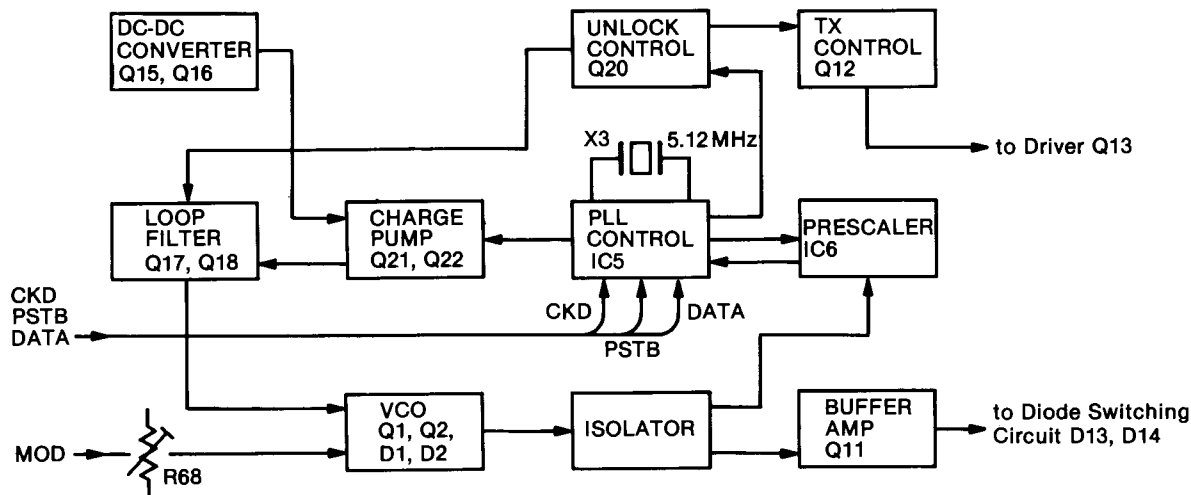 DC-DC
CONVERTER
Q15, Q16
UNLOCK
CONTROL
Q20
TX
CONTROL
Q12
X3
5.12 MHz
to Driver Q13
LOOP
FILTER
Q17, Q18
CHARGE
PUMP
Q21, Q22
PLL
CONTROL
IC5
PRESCALER
IC6
CKD
PSTB
DATA
CKD
PSTB
DATA
MOD
R68
VCO
Q1, Q2,
D1, D2
ISOLATOR
BUFFER
AMP
Q11
to Diode Switching
Circuit D13, D14